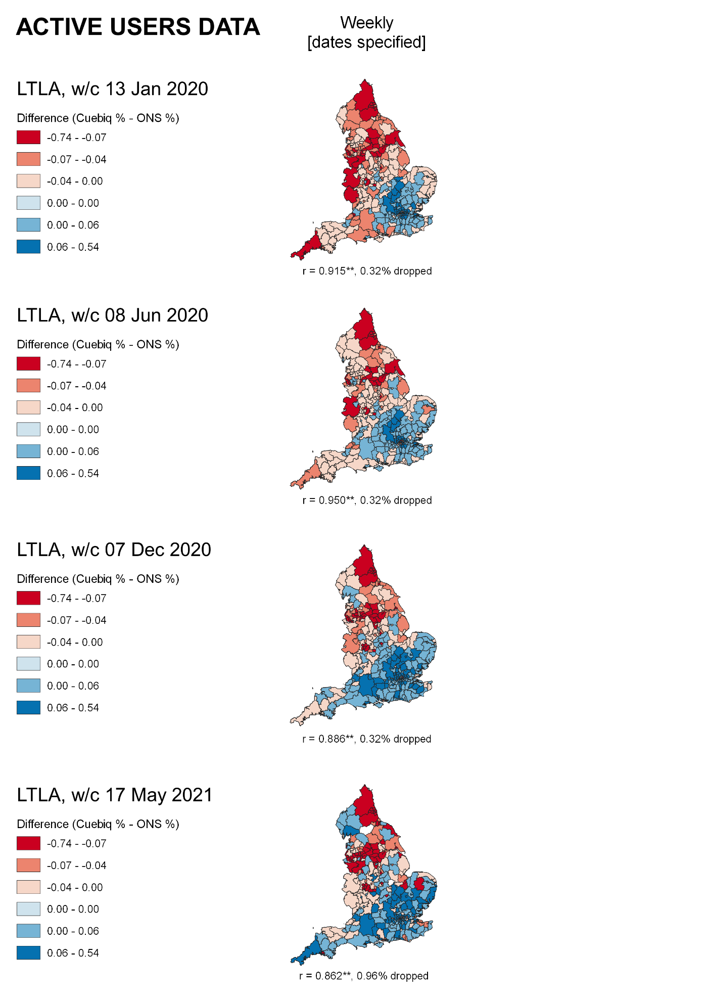 ACTIVE USERS DATA
Weekly
[dates specified]
LTLA, w/c 13 Jan 2020
Difference (Cuebiq % - ONS %)
-0.74 - -0.07
-0.07 - -0.04
-0.04 - 0.00
0.00 - 0.00
0.00 - 0.06
0.06 - 0.54
r = 0.915**, 0.32% dropped
LTLA, w/c 08 Jun 2020
Difference (Cuebiq % - ONS %)
-0.74 - -0.07
-0.07 - -0.04
-0.04 - 0.00
0.00 - 0.00
0.00 - 0.06
0.06 - 0.54
r = 0.950**, 0.32% dropped
LTLA, w/c 07 Dec 2020
Difference (Cuebiq % - ONS %)
-0.74 - -0.07
-0.07 - -0.04
-0.04 - 0.00
0.00 - 0.00
0.00 - 0.06
0.06 - 0.54
r = 0.886**, 0.32% dropped
LTLA, w/c 17 May 2021
Difference (Cuebiq % - ONS %)
-0.74 - -0.07
-0.07 - -0.04
-0.04 - 0.00
0.00 - 0.00
0.00 - 0.06
0.06 - 0.54
r = 0.862**, 0.96% dropped